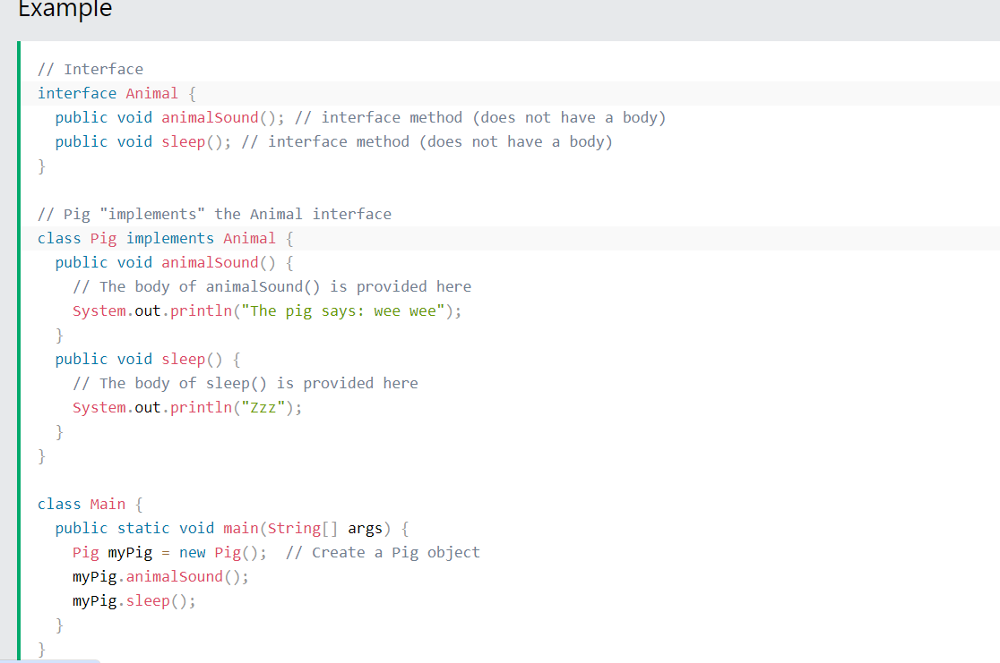 Example
// Interface
interface Animal {
  public void animalSound(); // interface method (does not have a body)
  public void sleep(); // interface method (does not have a body)
}
// Pig "implements" the Animal interface
class Pig implements Animal {
  public void animalSound() {
    // The body of animalSound() is provided here
    System.out.println("The pig says: wee wee");
  }
  public void sleep() {
    // The body of sleep() is provided here
    System.out.println("Zzz");
  }
}
class Main {
  public static void main(String[] args) {
    Pig myPig = new Pig();  // Create a Pig object
    myPig.animalSound();
    myPig.sleep();
  }
}